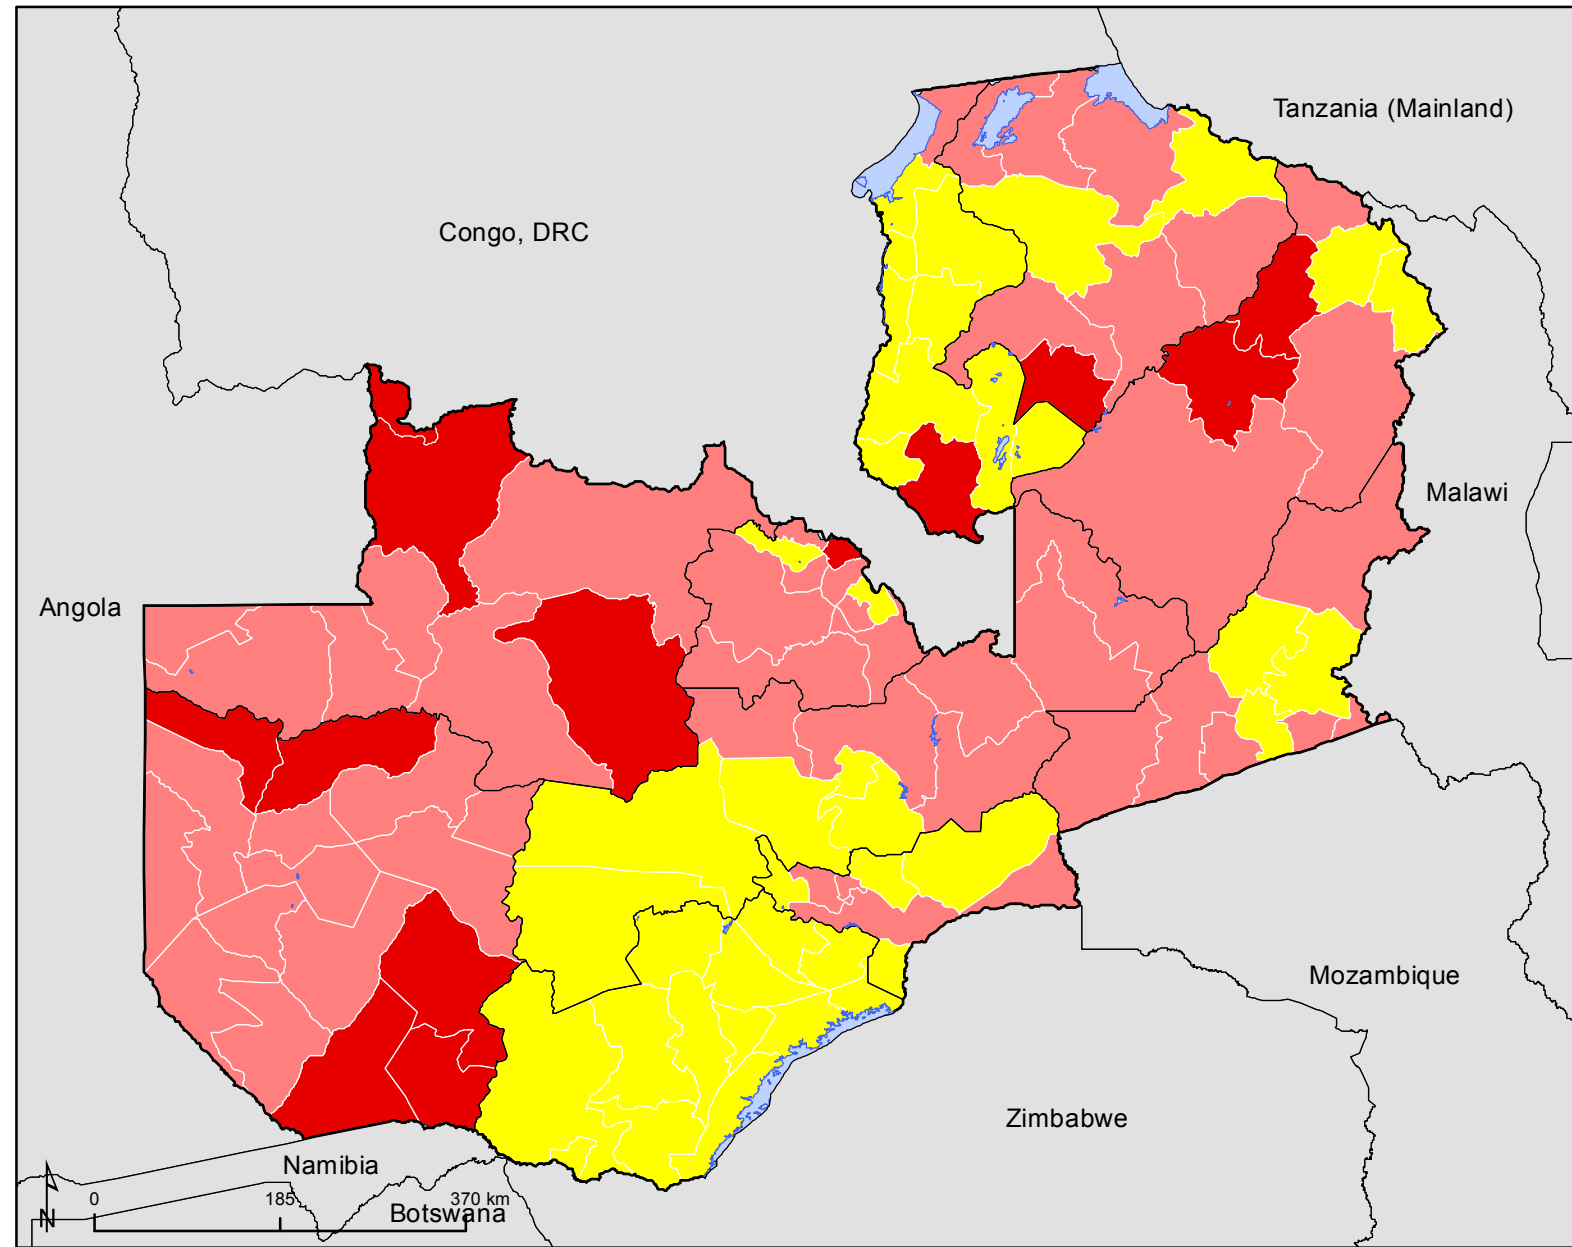 Tanzania (Mainland)
Congo, DRC
Malawi
Angola
Mozambique
Zimbabwe
Namibia
0 185 370 km
Botswana
N